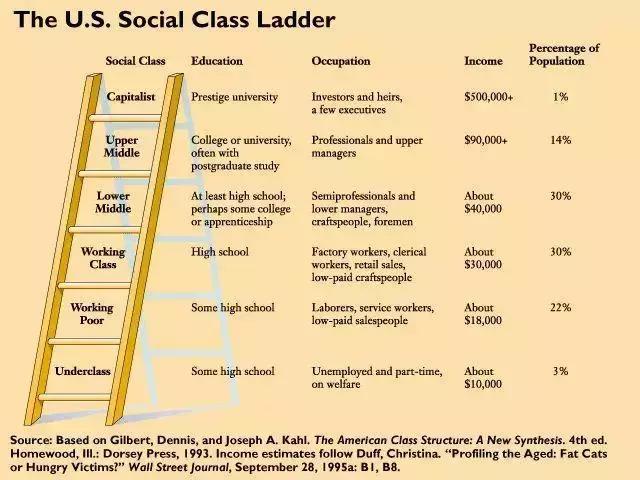 The U.S. Social Class Ladder
Percentage of
Social Class Education Occupation Income Population
Capitalist Prestige university Investors and heirs, $500,000+ 1%
a few executives
Upper College or university, Professionals and upper $90,000+ 14%
Middle often with managers
postgraduate study
Lower At least high school; Semiprofessionals and About 30%
Middle perhaps some college lower managers, $40,000
or apprenticeship craftspeople, foremen
Working High school Factory workers, clerical About 30%
Class workers, retail sales, $30,000
low-paid craftspeople
Working Some high school Laborers, service workers, About 22%
Poor low-paid salespeople $18,000
Underclass Some high school Unemployed and part-time, About 3%
on welfare $10,000
Source: Based on Gilbert, Dennis, and Joseph A. Kahl. The American Class Structure: A New Synthesis. 4th ed.
Homewood, Ill.: Dorsey Press, 1993. Income estimates follow Duff, Christina. “Profiling the Aged: Fat Cats
or Hungry Victims?” Wall Street Journal, September 28, 1995a: B1, B8.